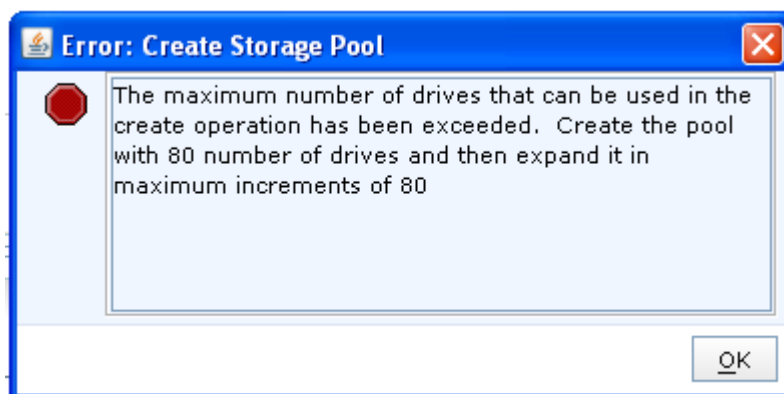 Error: Create Storage Pool
The maximum number of drives that can be used in the
create operation has been exceeded.  Create the pool
with 80 number of drives and then expand it in
maximum increments of 80
OK